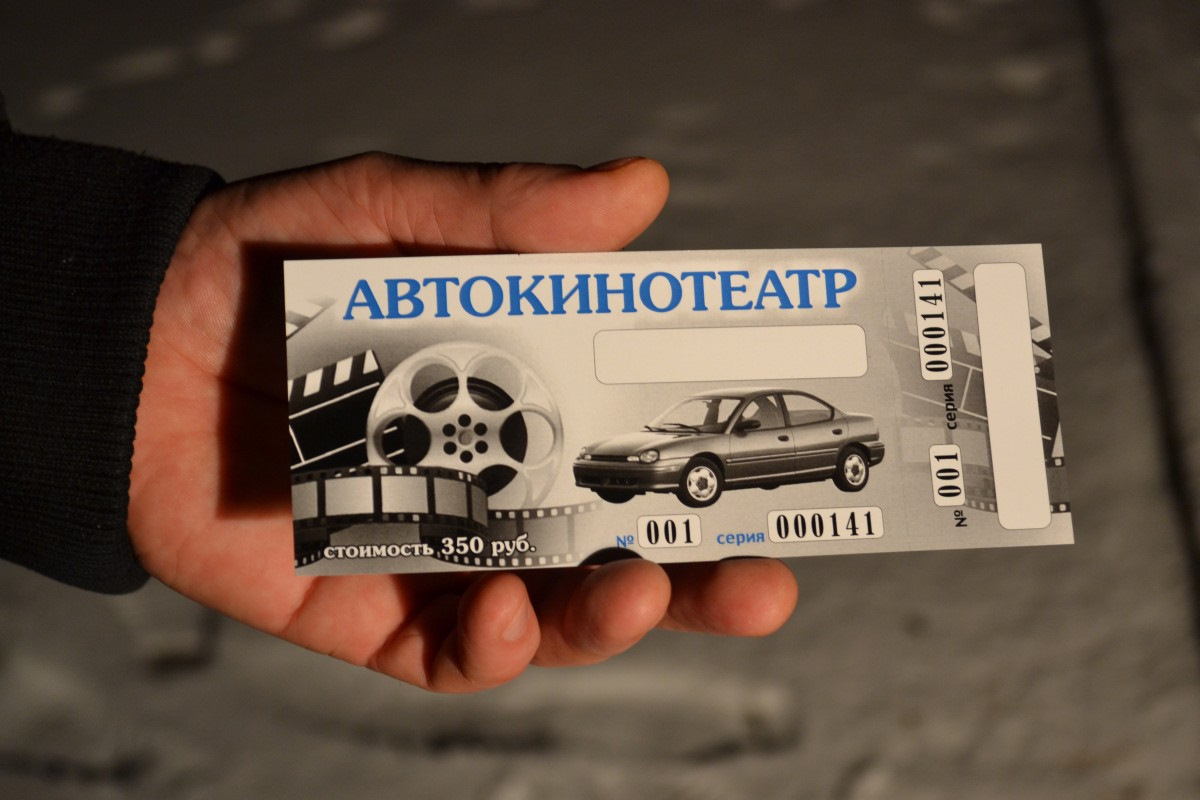 АВТОКИНОТЕАТР
стоимость 350 руб.
№ 001 серия 000141
№ 001 серия 000141